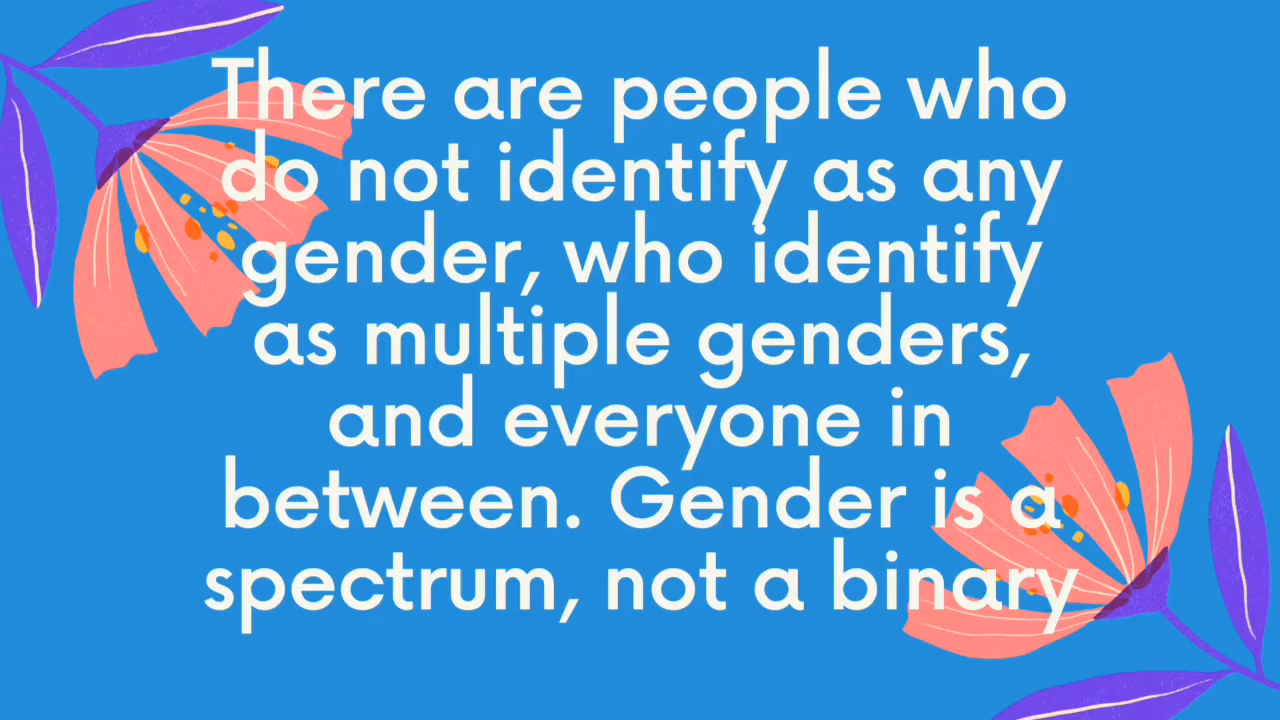 There are people who
do not identify as any
gender, who identify
as multiple genders,
and everyone in
between. Gender is a
spectrum, not a binary